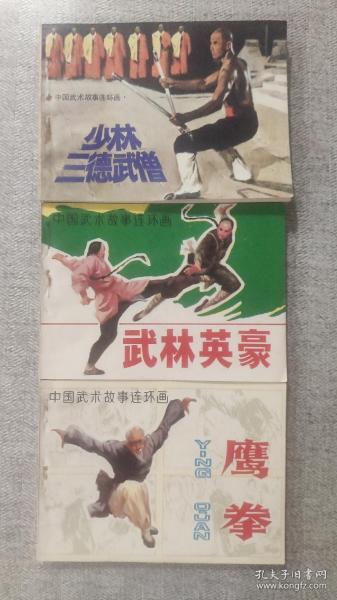 中国武术故事连环画·
少林
三德武僧
中国武术故事连环画
武林英豪
中国武术故事连环画
鹰拳
YING QUAN
孔夫子旧书网
www.kongfz.com